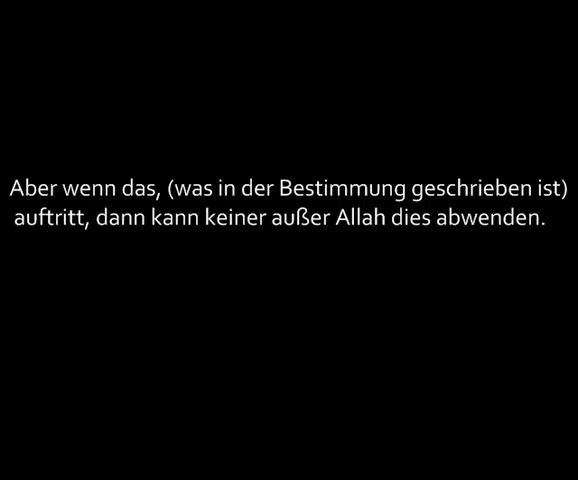 Aber wenn das, (was in der Bestimmung geschrieben ist)
auftritt, dann kann keiner außer Allah dies abwenden.